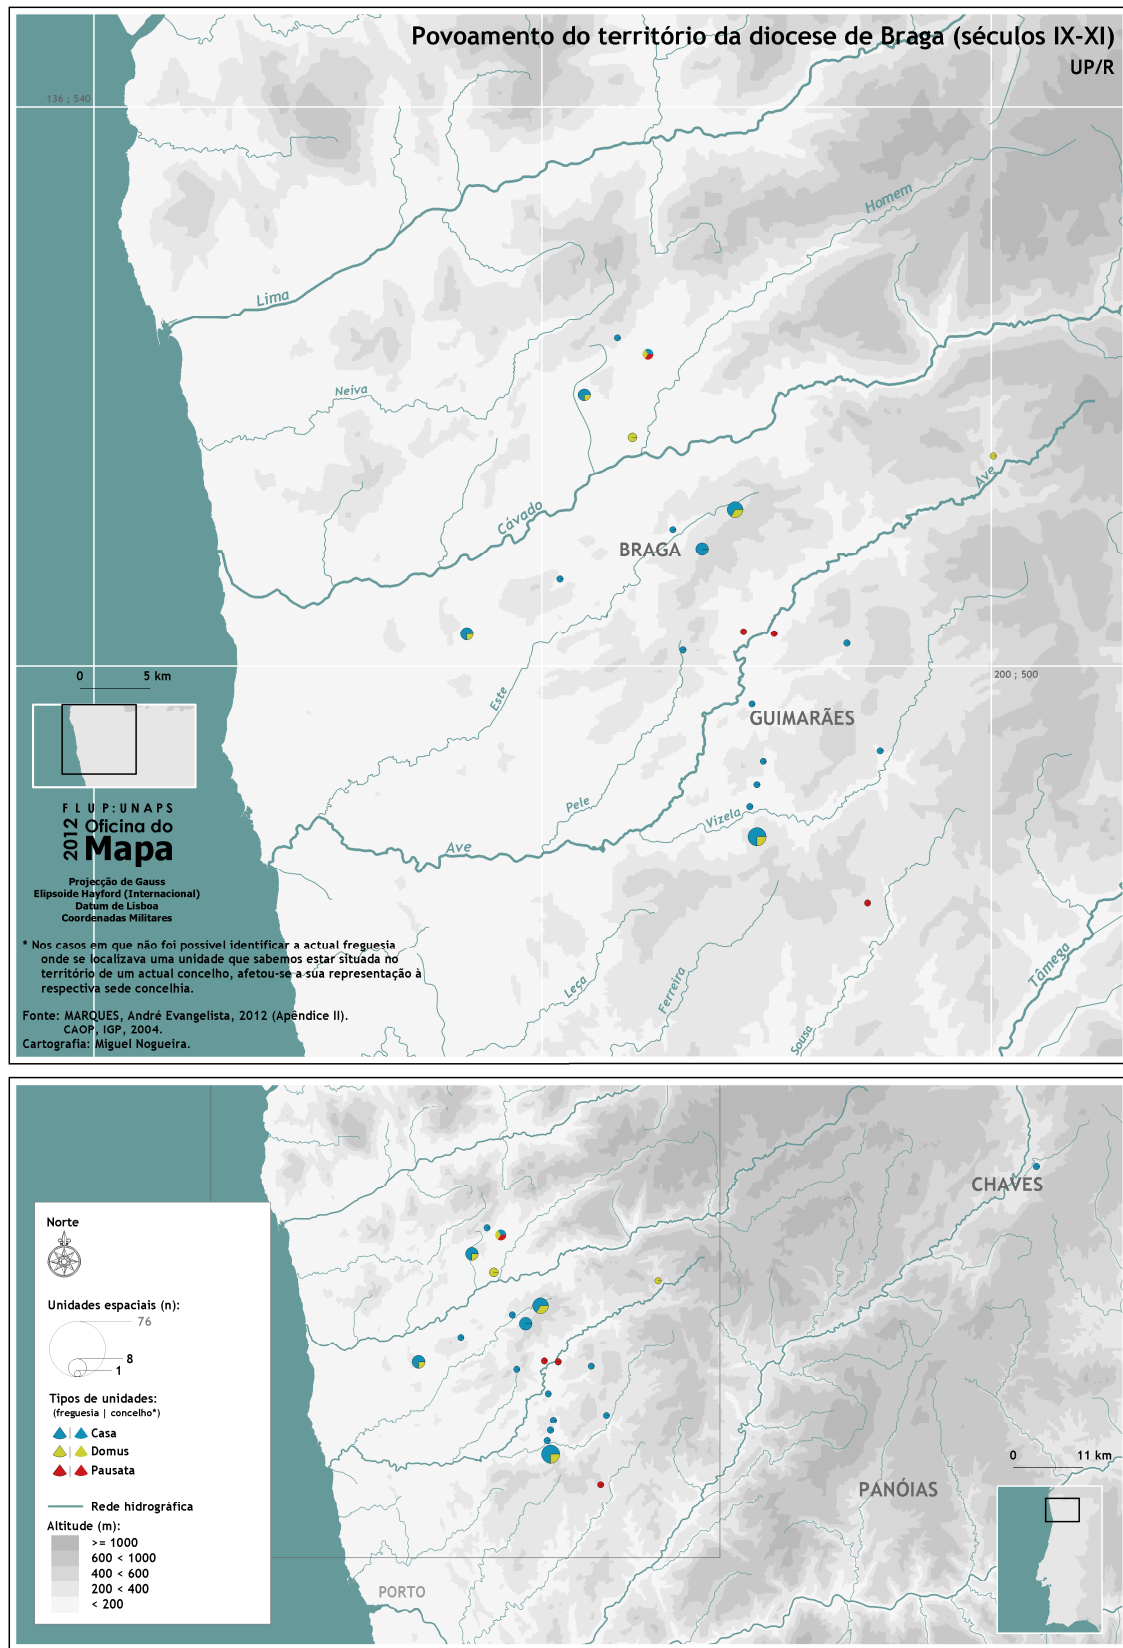 Povoamento do território da diocese de Braga (séculos IX-XI)
UP/R
136 ; 540
Homem
Lima
Neiva
Ave
Cávado
BRAGA
0 5 km
200 ; 500
Este
GUIMARÃES
Pele
Vizela
Ave
F L U P : U N A P S
2012 Oficina do
Mapa
Projecção de Gauss
Elipsoide Hayford (Internacional)
Datum de Lisboa
Coordenadas Militares
* Nos casos em que não foi possível identificar a actual freguesia
onde se localizava uma unidade que sabemos estar situada no
território de um actual concelho, afetou-se a sua representação à
respectiva sede concelhia.
Leça
Ferreira
Sousa
Tâmega
Fonte: MARQUES, André Evangelista, 2012 (Apêndice II).
CAOP, IGP, 2004.
Cartografia: Miguel Nogueira.
CHAVES
Norte
Unidades espaciais (n):
76
8
1
Tipos de unidades:
(freguesia | concelho*)
Casa
Domus
Pausata
Rede hidrográfica
Altitude (m):
>= 1000
600 < 1000
400 < 600
200 < 400
< 200
0 11 km
PANÓIAS
PORTO